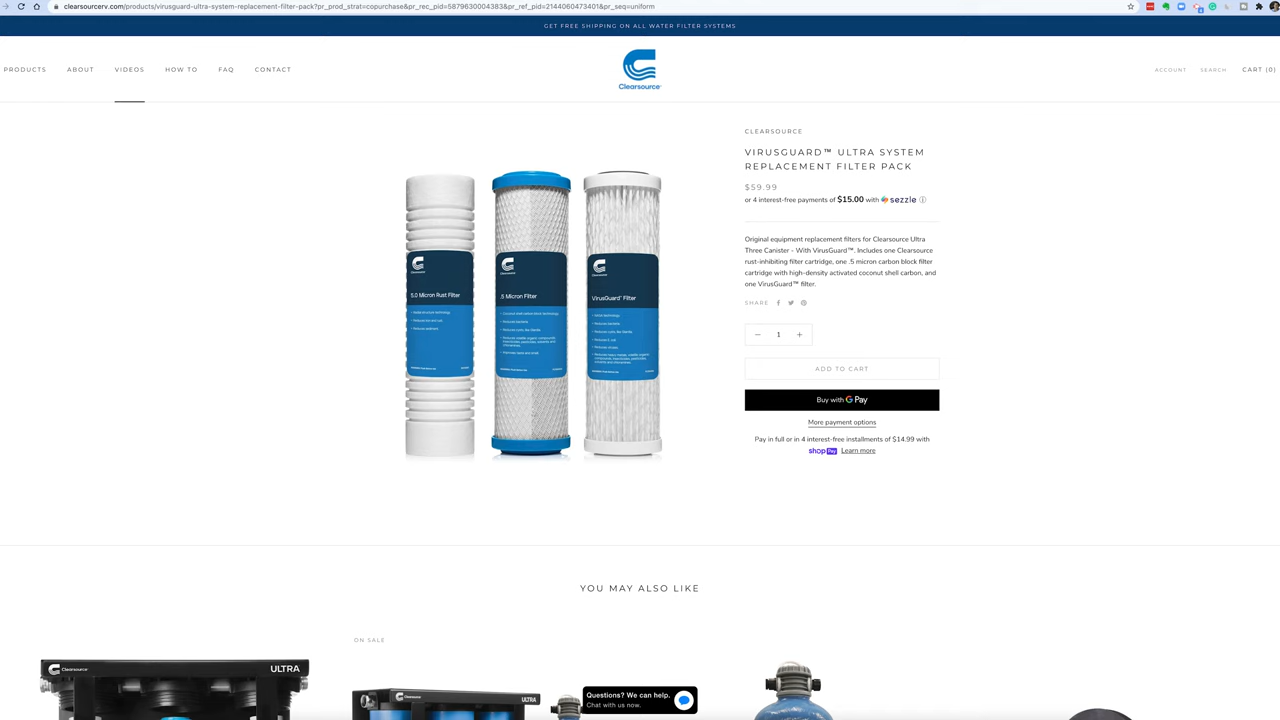 clearsourcerv.com/products/virusguard-ultra-system-replacement-filter-pack?pr_prod_strat=copurchase&pr_rec_pid=5879630004383&pr_ref_pid=2144060473401&pr_seq=uniform
GET FREE SHIPPING ON ALL WATER FILTER SYSTEMS
PRODUCTS ABOUT VIDEOS HOW TO FAQ CONTACT
Clearsource
ACCOUNT SEARCH CART (0)
CLEARSOURCE
VIRUSGUARD™ ULTRA SYSTEM
REPLACEMENT FILTER PACK
$59.99
or 4 interest-free payments of $15.00 with sezzle
Original equipment replacement filters for Clearsource Ultra
Three Canister - With VirusGuard™. Includes one Clearsource
rust-inhibiting filter cartridge, one .5 micron carbon block filter
cartridge with high-density activated coconut shell carbon, and
one VirusGuard™ filter.
SHARE
1
ADD TO CART
Buy with G Pay
More payment options
Pay in full or in 4 interest-free installments of $14.99 with
shop Pay Learn more
5.0 Micron Rust Filter
.5 Micron Filter
VirusGuard™ Filter
YOU MAY ALSO LIKE
ON SALE
Clearsource ULTRA
Clearsource ULTRA
Questions? We can help.
Chat with us now.